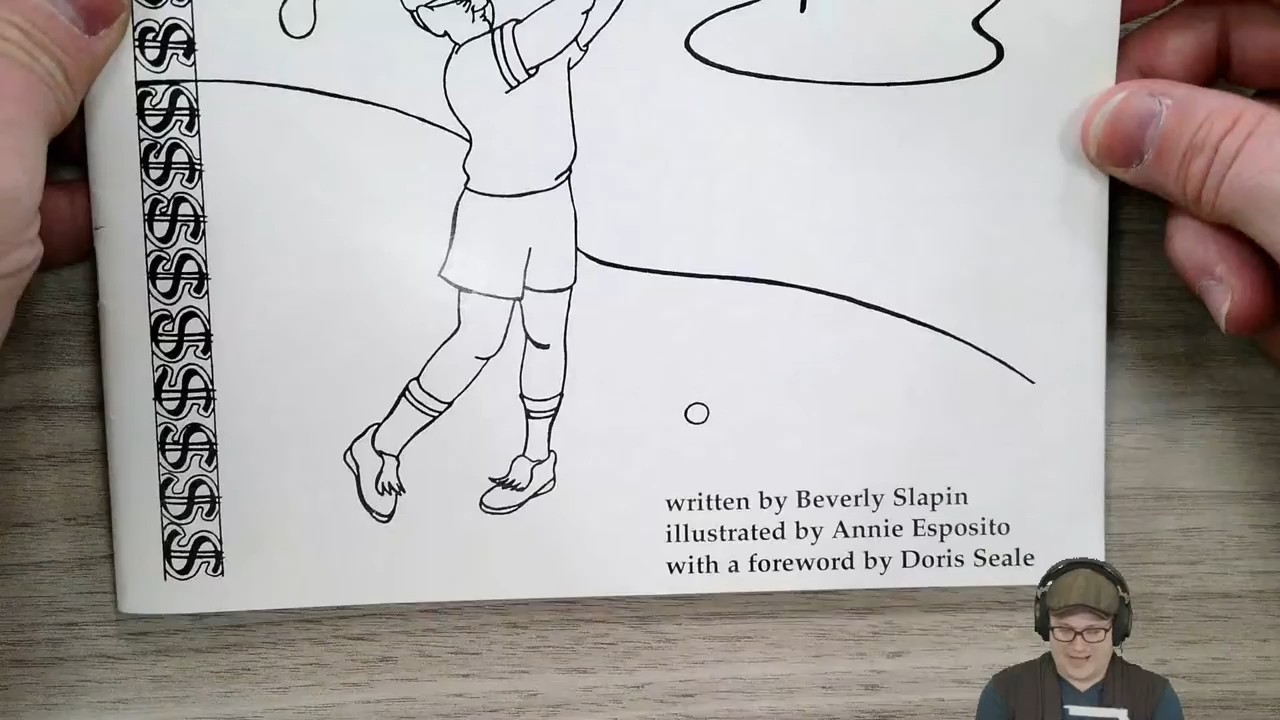 written by Beverly Slapin
illustrated by Annie Esposito
with a foreword by Doris Seale